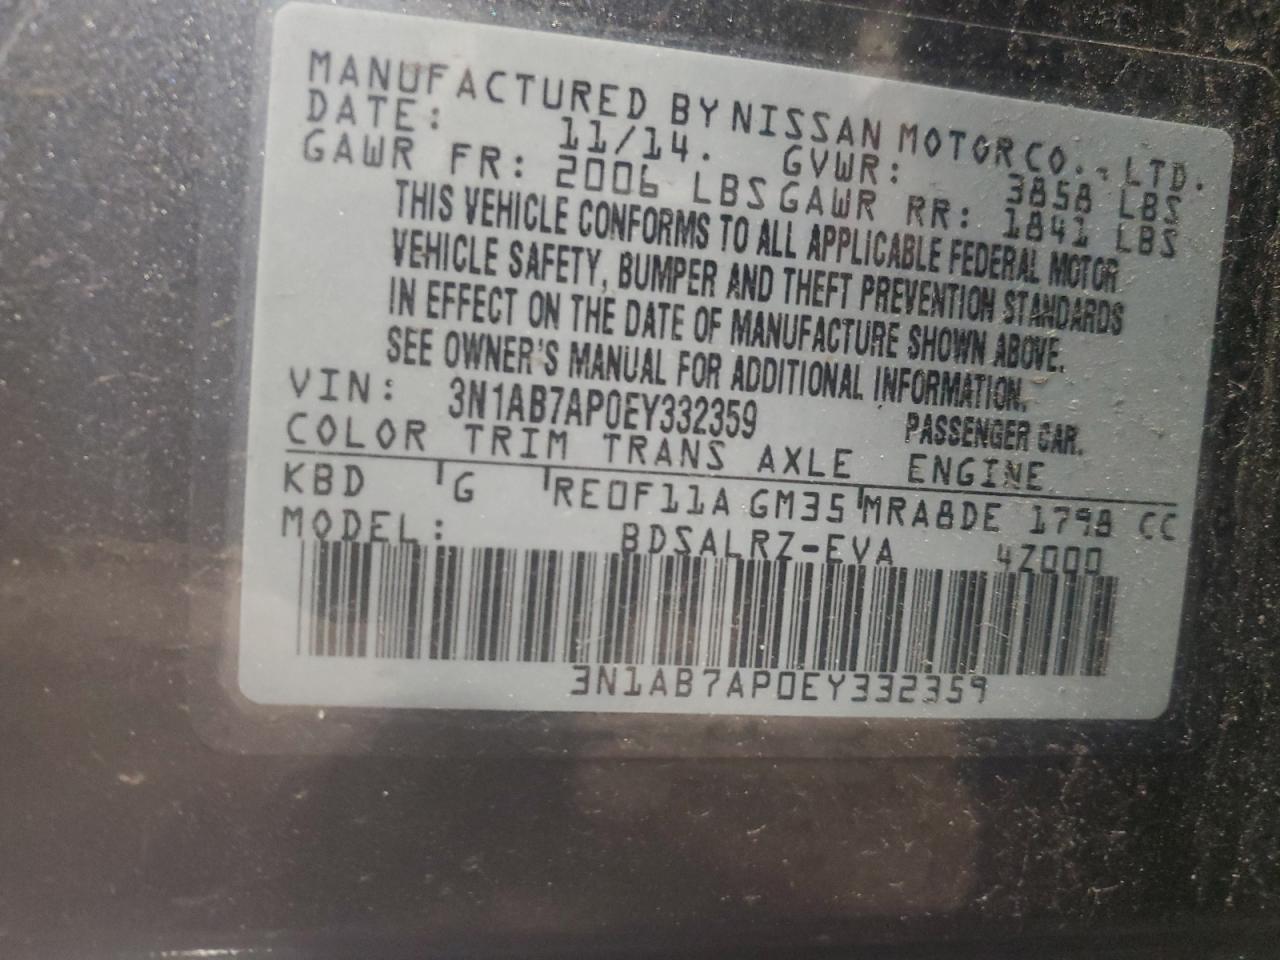 MANUFACTURED BY NISSAN MOTOR CO., LTD.
DATE: 11/14. GVWR: 3858 LBS
GAWR FR: 2006 LBS GAWR RR: 1841 LBS
THIS VEHICLE CONFORMS TO ALL APPLICABLE FEDERAL MOTOR
VEHICLE SAFETY, BUMPER AND THEFT PREVENTION STANDARDS
IN EFFECT ON THE DATE OF MANUFACTURE SHOWN ABOVE.
SEE OWNER'S MANUAL FOR ADDITIONAL INFORMATION.
VIN: 3N1AB7AP0EY332359 PASSENGER CAR.
COLOR TRIM TRANS AXLE ENGINE
KBD G RE0F11A GM35 MRA8DE 1798 CC
MODEL: BDSALRZ-EVA 4Z000
3N1AB7AP0EY332359